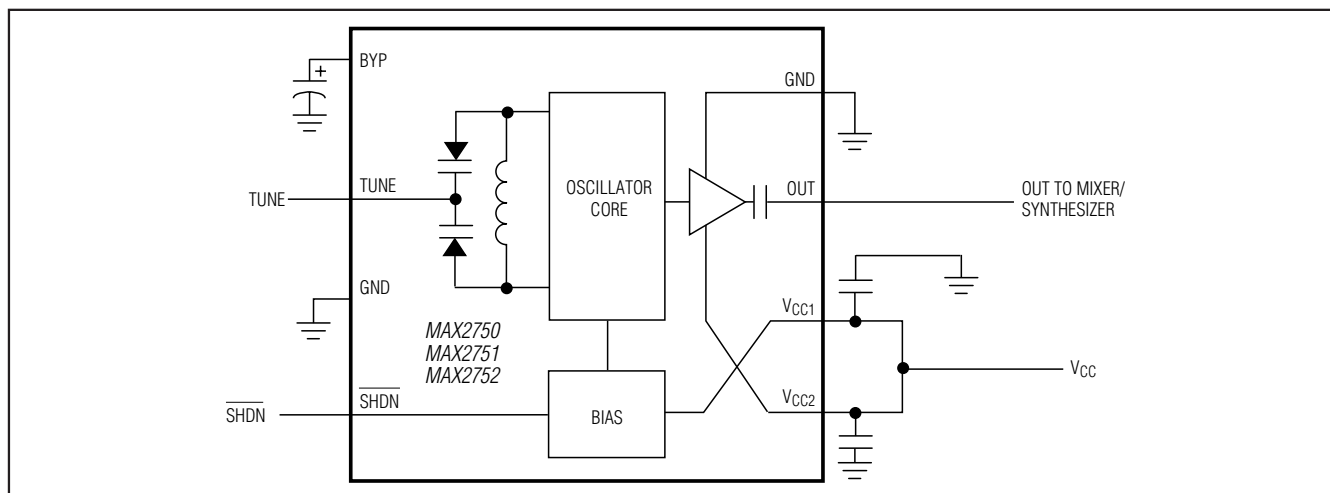 BYP
+
GND
TUNE
TUNE
OSCILLATOR
CORE
OUT
OUT TO MIXER/
SYNTHESIZER
GND
VCC1
MAX2750
MAX2751
MAX2752
VCC
SHDN
SHDN
BIAS
VCC2